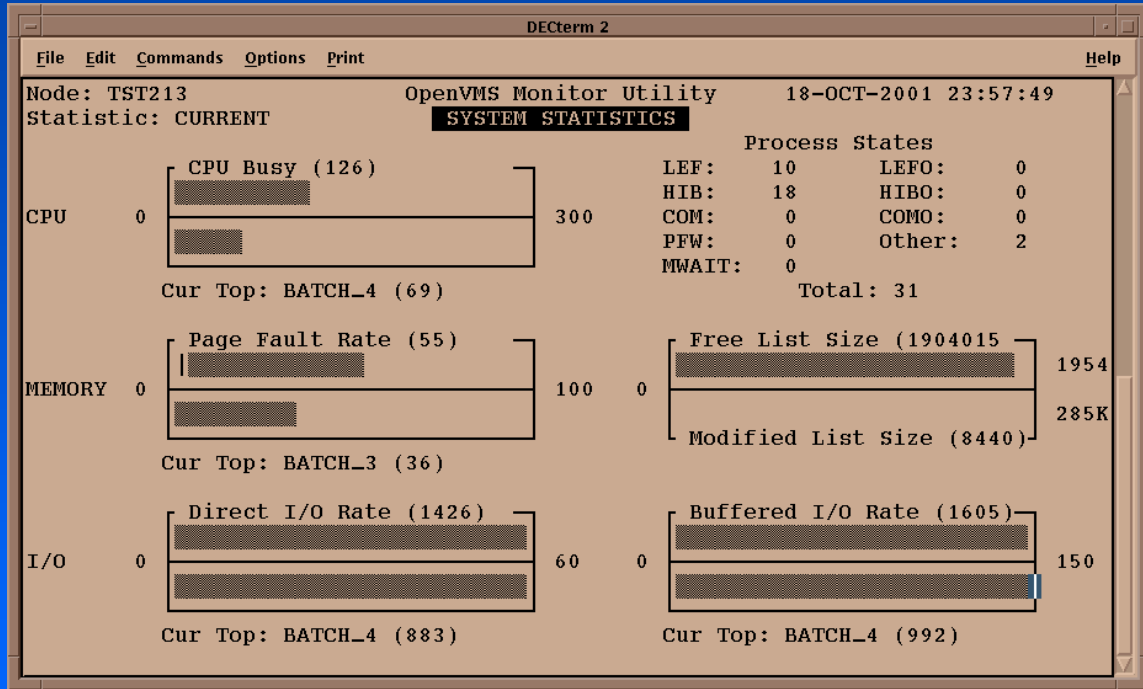 DECterm 2
File Edit Commands Options Print Help
Node: TST213 OpenVMS Monitor Utility 18-OCT-2001 23:57:49
Statistic: CURRENT SYSTEM STATISTICS
Process States
CPU Busy (126) LEF: 10 LEFO: 0
HIB: 18 HIBO: 0
CPU 0 300 COM: 0 COMO: 0
PFW: 0 Other: 2
MWAIT: 0
Cur Top: BATCH_4 (69) Total: 31
Page Fault Rate (55) Free List Size (1904015
1954
MEMORY 0 100 0
285K
Modified List Size (8440)
Cur Top: BATCH_3 (36)
Direct I/O Rate (1426) Buffered I/O Rate (1605)
I/O 0 60 0 150
Cur Top: BATCH_4 (883) Cur Top: BATCH_4 (992)